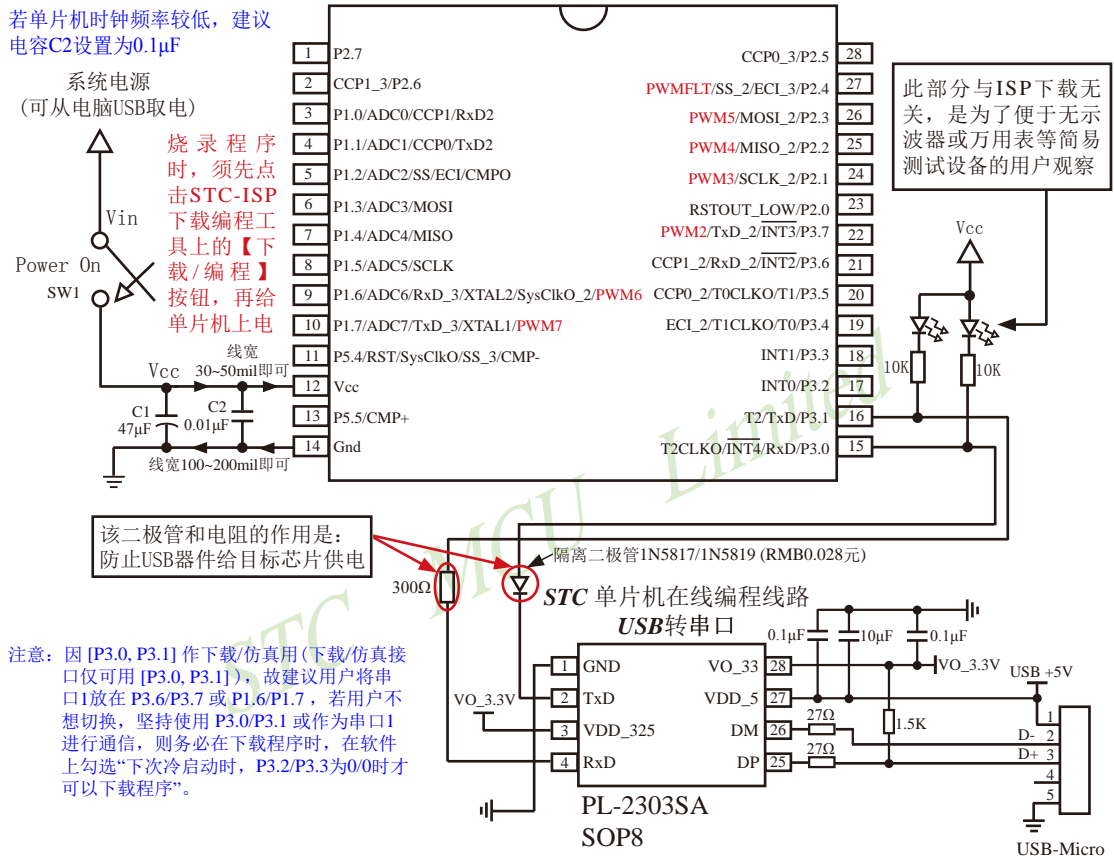 若单片机时钟频率较低，建议
电容C2设置为0.1μF
系统电源
(可从电脑USB取电)
烧录程序
时，须先点
击STC-ISP
下载编程工
具上的【下
载/编程】
按钮，再给
单片机上电
Vin
Power On
SW1
线宽
Vcc
30~50mil即可
C1
47μF
C2
0.01μF
线宽100~200mil即可
1 P2.7
2 CCP1_3/P2.6
3 P1.0/ADC0/CCP1/RxD2
4 P1.1/ADC1/CCP0/TxD2
5 P1.2/ADC2/SS/ECI/CMPO
6 P1.3/ADC3/MOSI
7 P1.4/ADC4/MISO
8 P1.5/ADC5/SCLK
9 P1.6/ADC6/RxD_3/XTAL2/SysClkO_2/PWM6
10 P1.7/ADC7/TxD_3/XTAL1/PWM7
11 P5.4/RST/SysClkO/SS_3/CMP-
12 Vcc
13 P5.5/CMP+
14 Gnd
CCP0_3/P2.5 28
PWMFLT/SS_2/ECI_3/P2.4 27
PWM5/MOSI_2/P2.3 26
PWM4/MISO_2/P2.2 25
PWM3/SCLK_2/P2.1 24
RSTOUT_LOW/P2.0 23
PWM2/TxD_2/INT3/P3.7 22
CCP1_2/RxD_2/INT2/P3.6 21
CCP0_2/T0CLKO/T1/P3.5 20
ECI_2/T1CLKO/T0/P3.4 19
INT1/P3.3 18
INT0/P3.2 17
T2/TxD/P3.1 16
T2CLKO/INT4/RxD/P3.0 15
此部分与ISP下载无
关，是为了便于无示
波器或万用表等简易
测试设备的用户观察
Vcc
10K
10K
STC MCU Limited
该二极管和电阻的作用是：
防止USB器件给目标芯片供电
300Ω
隔离二极管1N5817/1N5819 (RMB0.028元)
STC 单片机在线编程线路
USB转串口
注意：因 [P3.0, P3.1] 作下载/仿真用(下载/仿真接
口仅可用 [P3.0, P3.1])，故建议用户将串
口1放在 P3.6/P3.7 或 P1.6/P1.7，若用户不
想切换，坚持使用 P3.0/P3.1 或作为串口1
进行通信，则务必在下载程序时，在软件
上勾选“下次冷启动时，P3.2/P3.3为0/0时才
可以下载程序”。
VO_3.3V
1 GND
2 TxD
3 VDD_325
4 RxD
VO_33 28
VDD_5 27
DM 26
DP 25
PL-2303SA
SOP8
0.1μF
10μF
0.1μF
VO_3.3V
USB +5V
27Ω
27Ω
1.5K
1
D- 2
D+ 3
4
5
USB-Micro